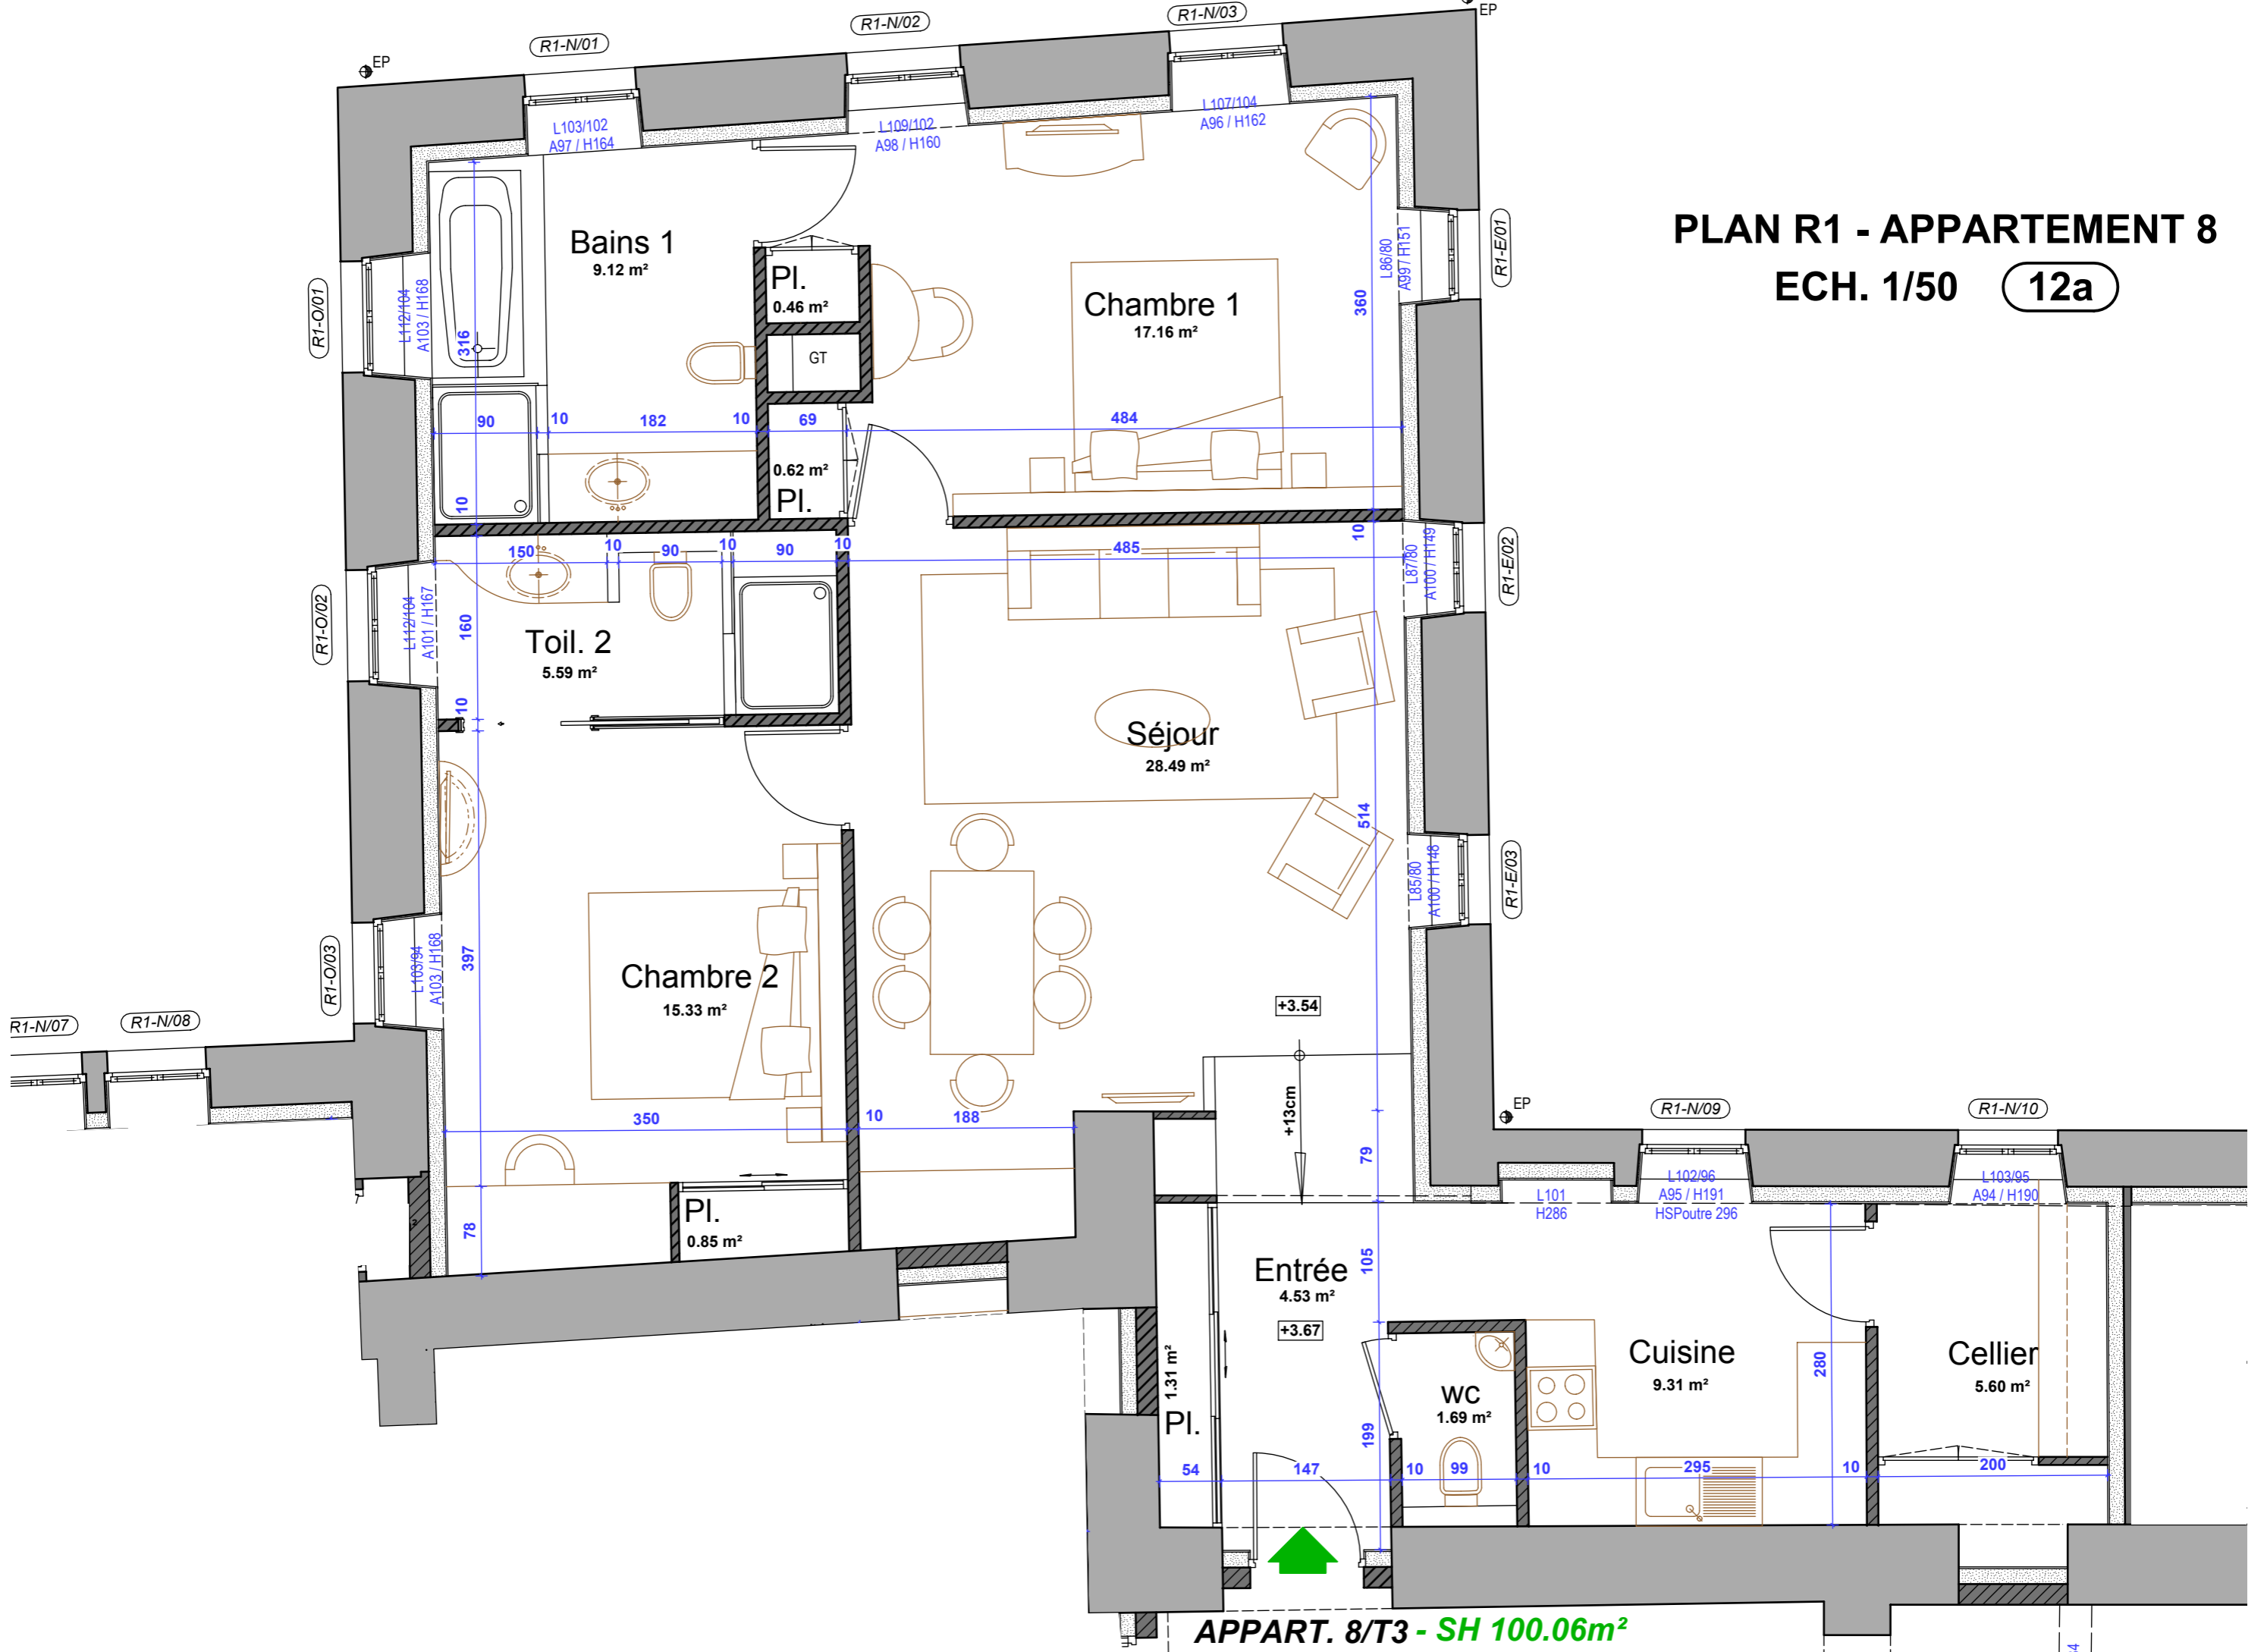 R1-N/01
R1-N/02
R1-N/03
EP
EP
L103/102
A97 / H164
L109/102
A98 / H160
L107/104
A96 / H162
PLAN R1 - APPARTEMENT 8
ECH. 1/50
12a
R1-O/01
L112/104
A103 / H168
316
Bains 1
9.12 m²
Pl.
0.46 m²
GT
Chambre 1
17.16 m²
360
L86/80
A99 / H151
R1-E/01
90
10
182
10
69
484
10
0.62 m²
Pl.
150
10
90
10
90
10
485
10
L87/80
A100 / H149
R1-E/02
R1-O/02
L112/104
A101 / H167
160
Toil. 2
5.59 m²
10
Séjour
28.49 m²
514
L85/80
A100 / H148
R1-E/03
R1-O/03
L103/94
A103 / H168
397
Chambre 2
15.33 m²
+3.54
R1-N/07
R1-N/08
350
10
188
+13cm
79
EP
R1-N/09
R1-N/10
L101
H286
L102/96
A95 / H191
HSPoutre 296
L103/95
A94 / H190
78
Pl.
0.85 m²
105
Entrée
4.53 m²
+3.67
1.31 m²
Pl.
WC
1.69 m²
Cuisine
9.31 m²
280
Cellier
5.60 m²
199
54
147
10
99
10
295
10
200
APPART. 8/T3 - SH 100.06m²